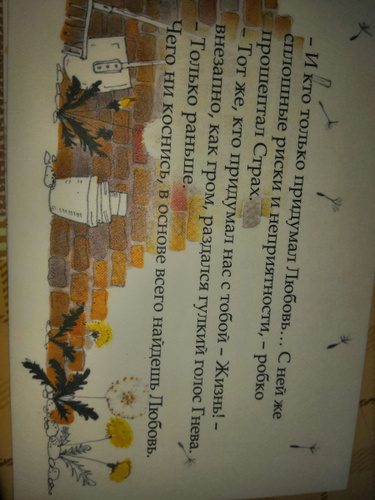 – И кто только придумал Любовь... С ней же
сплошные риски и неприятности, – робко
прошептал Страх.
– Тот же, кто придумал нас с тобой – Жизнь! –
внезапно, как гром, раздался гулкий голос Гнева.
– Только раньше.
Чего ни коснись, в основе всего найдешь Любовь.